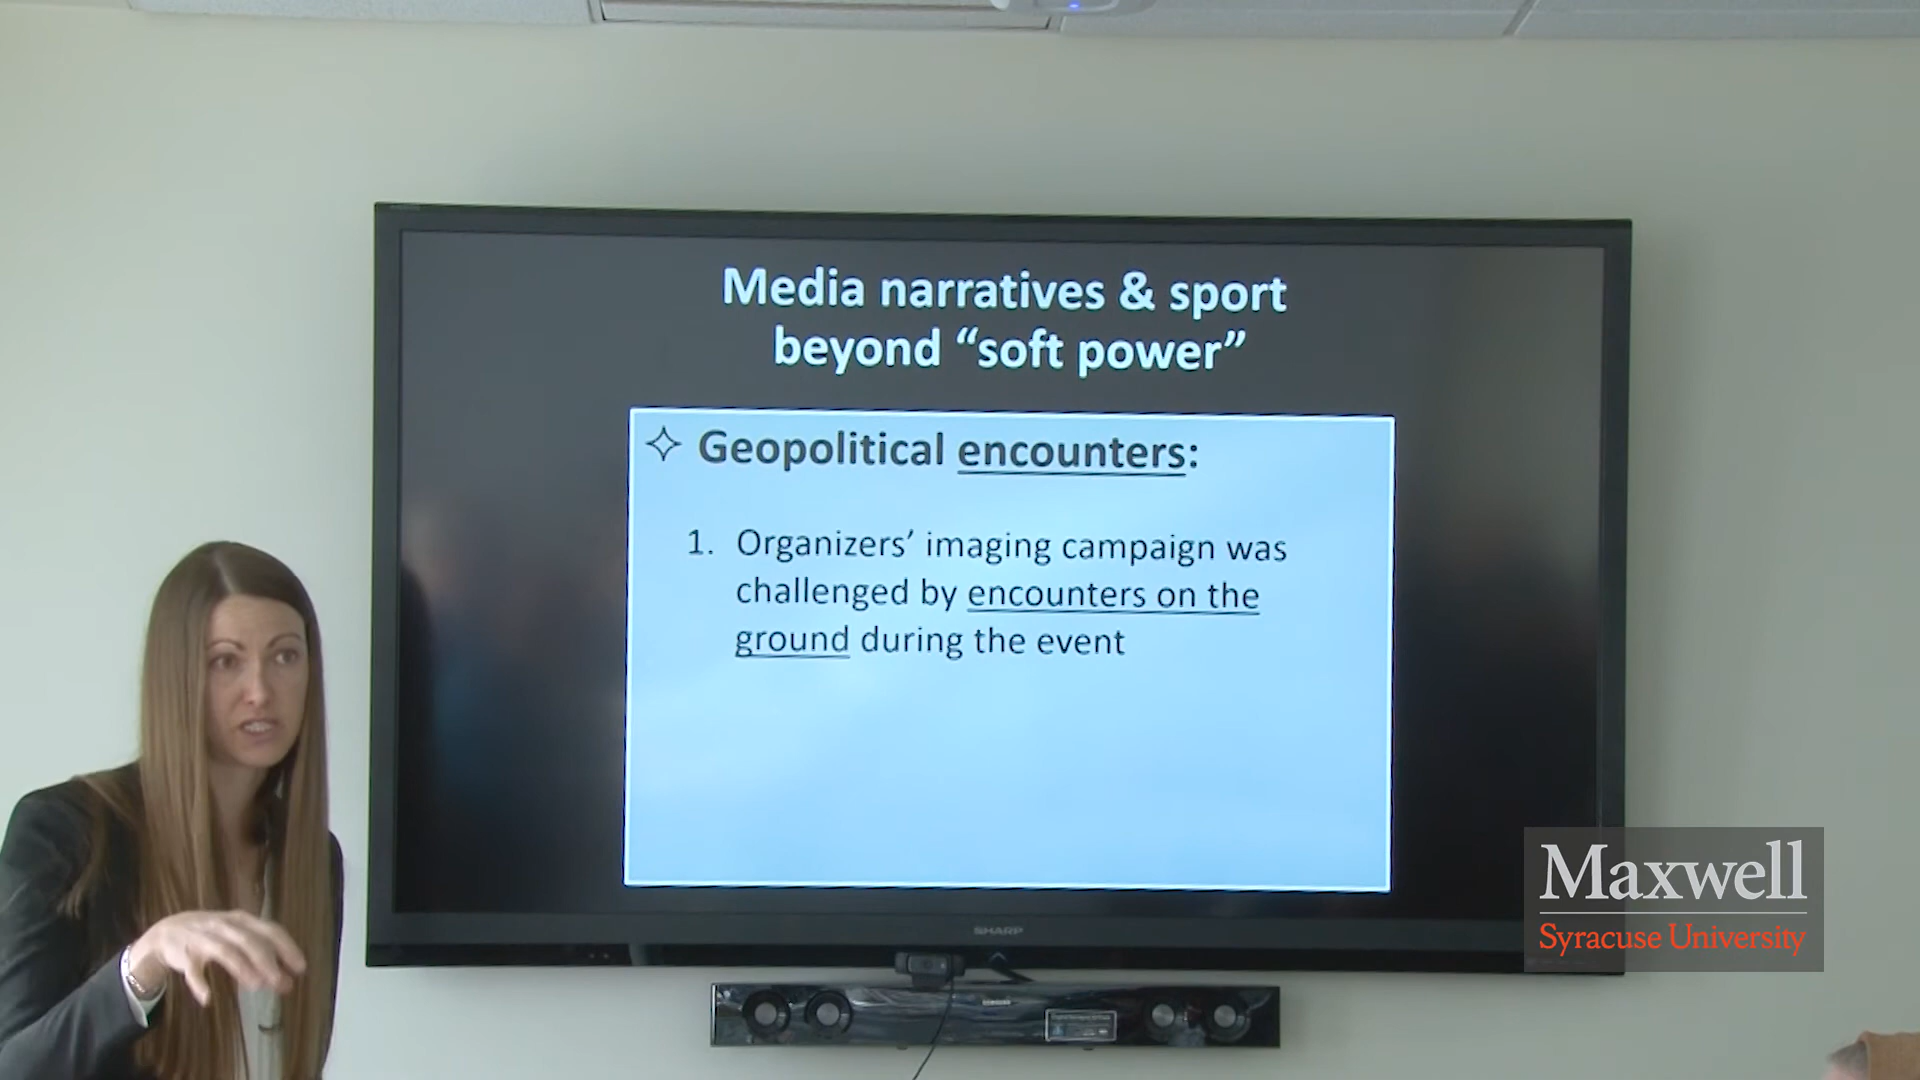 Media narratives & sport
beyond “soft power”
✧ Geopolitical encounters:
1. Organizers’ imaging campaign was
challenged by encounters on the
ground during the event
SHARP
SAMSUNG
Maxwell
Syracuse University